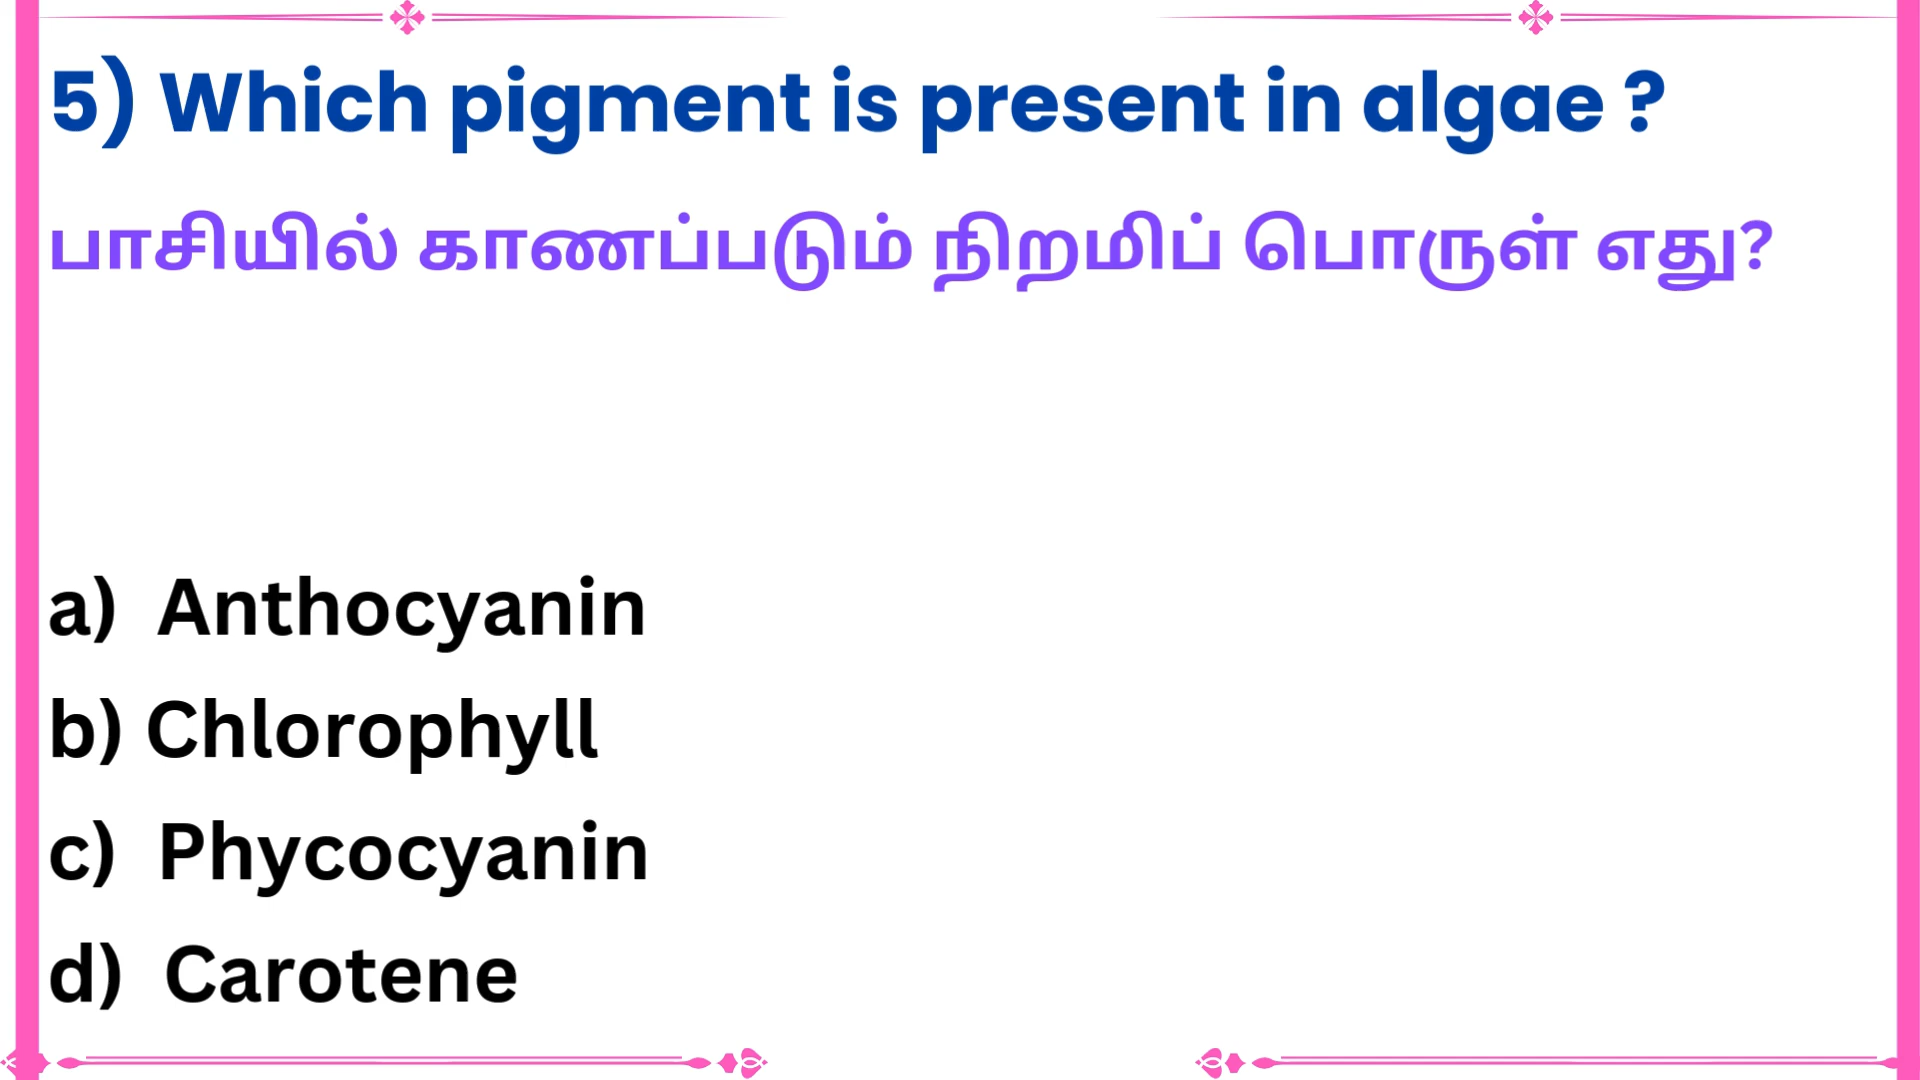 5) Which pigment is present in algae ?
பாசியில் காணப்படும் நிறமிப் பொருள் எது?
a) Anthocyanin
b) Chlorophyll
c) Phycocyanin
d) Carotene